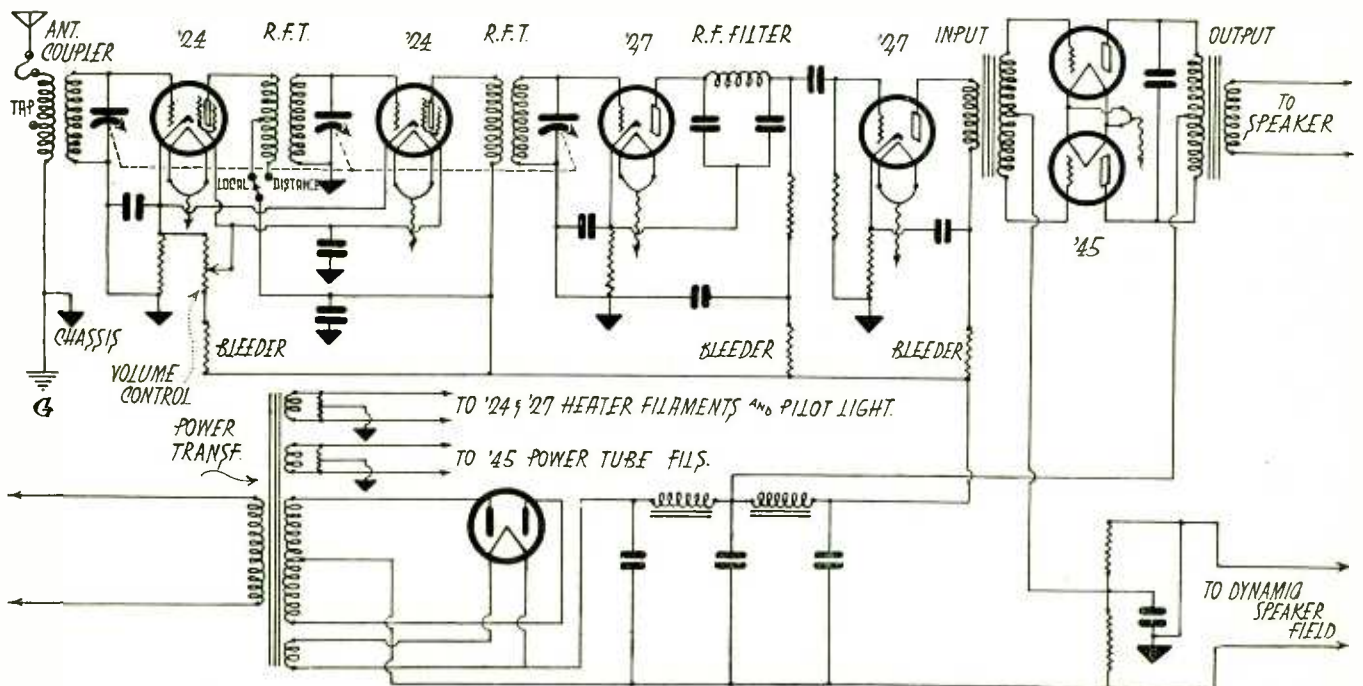 ANT.
COUPLER
'24
R.F.T.
'24
R.F.T.
'27
R.F. FILTER
'27
INPUT
OUTPUT
TAP
TO
SPEAKER
LOCAL
DISTANCE
'45
CHASSIS
BLEEDER
BLEEDER
BLEEDER
VOLUME
CONTROL
G
POWER
TRANSF.
TO '24 & '27 HEATER FILAMENTS AND PILOT LIGHT.
TO '45 POWER TUBE FILS.
TO DYNAMIC
SPEAKER
FIELD